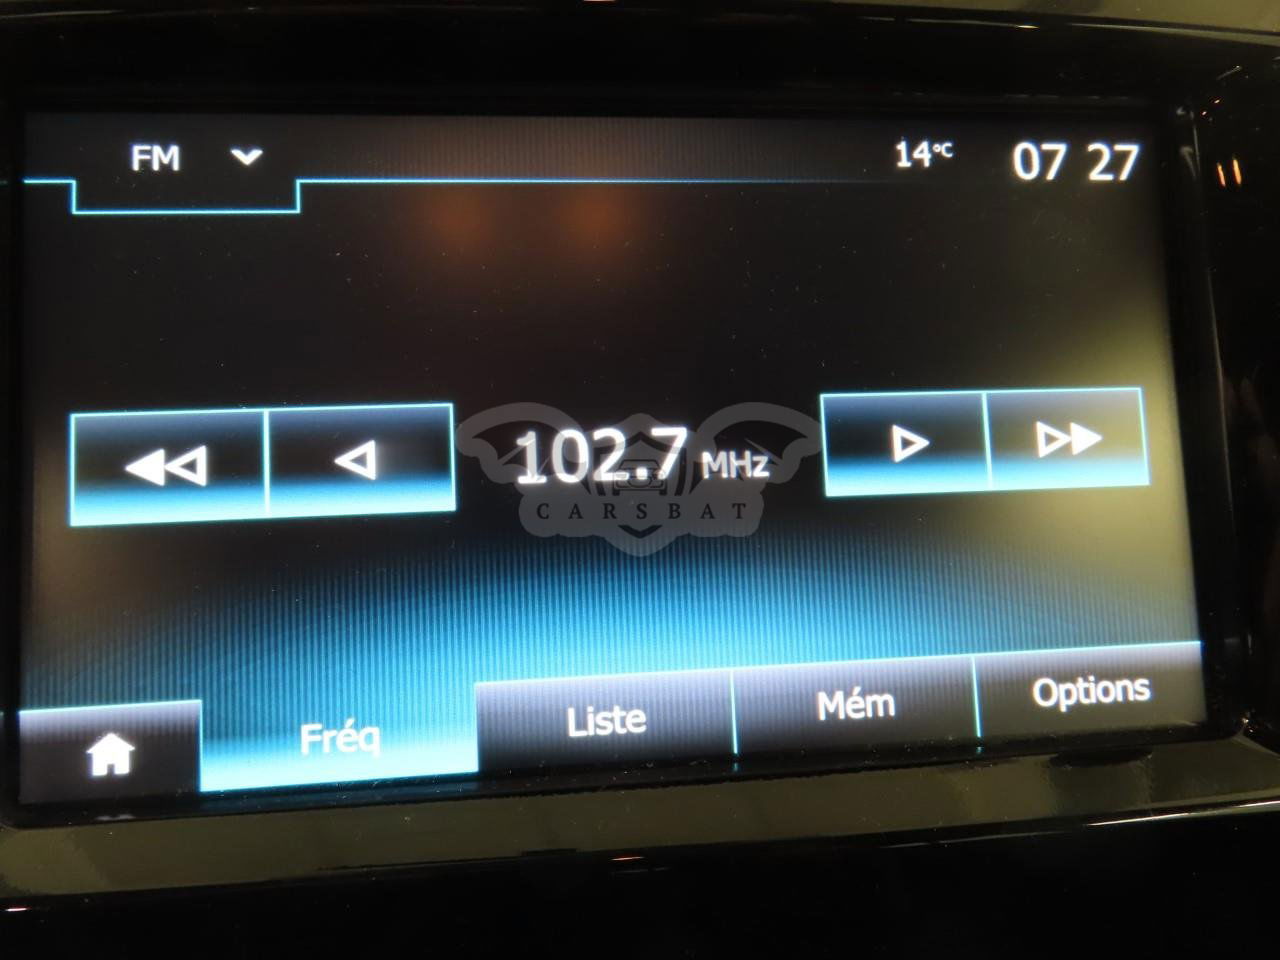 FM 14°C 07 27
102.7 MHz
CARSBAT
Fréq Liste Mém Options